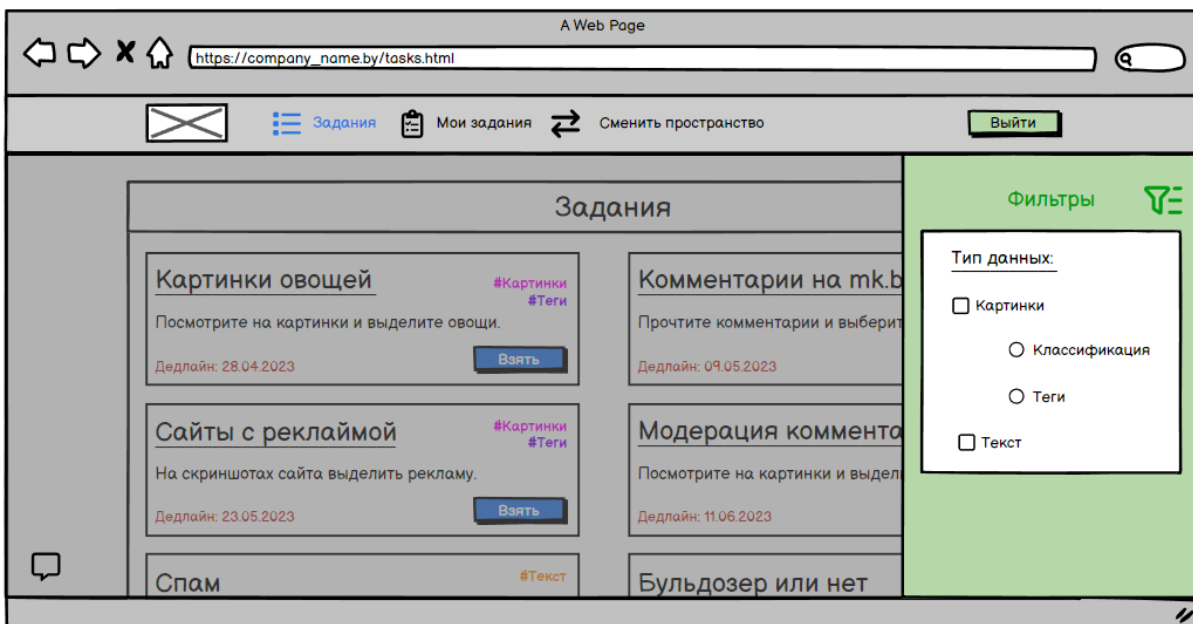 A Web Page
https://company_name.by/tasks.html
Задания
Мои задания
Сменить пространство
Выйти
Задания
Картинки овощей
#Картинки
#Теги
Посмотрите на картинки и выделите овощи.
Дедлайн: 28.04.2023
Взять
Комментарии на mk.b
Прочтите комментарии и выберит
Дедлайн: 09.05.2023
Сайты с реклаймой
#Картинки
#Теги
На скриншотах сайта выделить рекламу.
Дедлайн: 23.05.2023
Взять
Модерация коммента
Посмотрите на картинки и выдел
Дедлайн: 11.06.2023
Спам
#Текст
Бульдозер или нет
Фильтры
Тип данных:
Картинки
Классификация
Теги
Текст